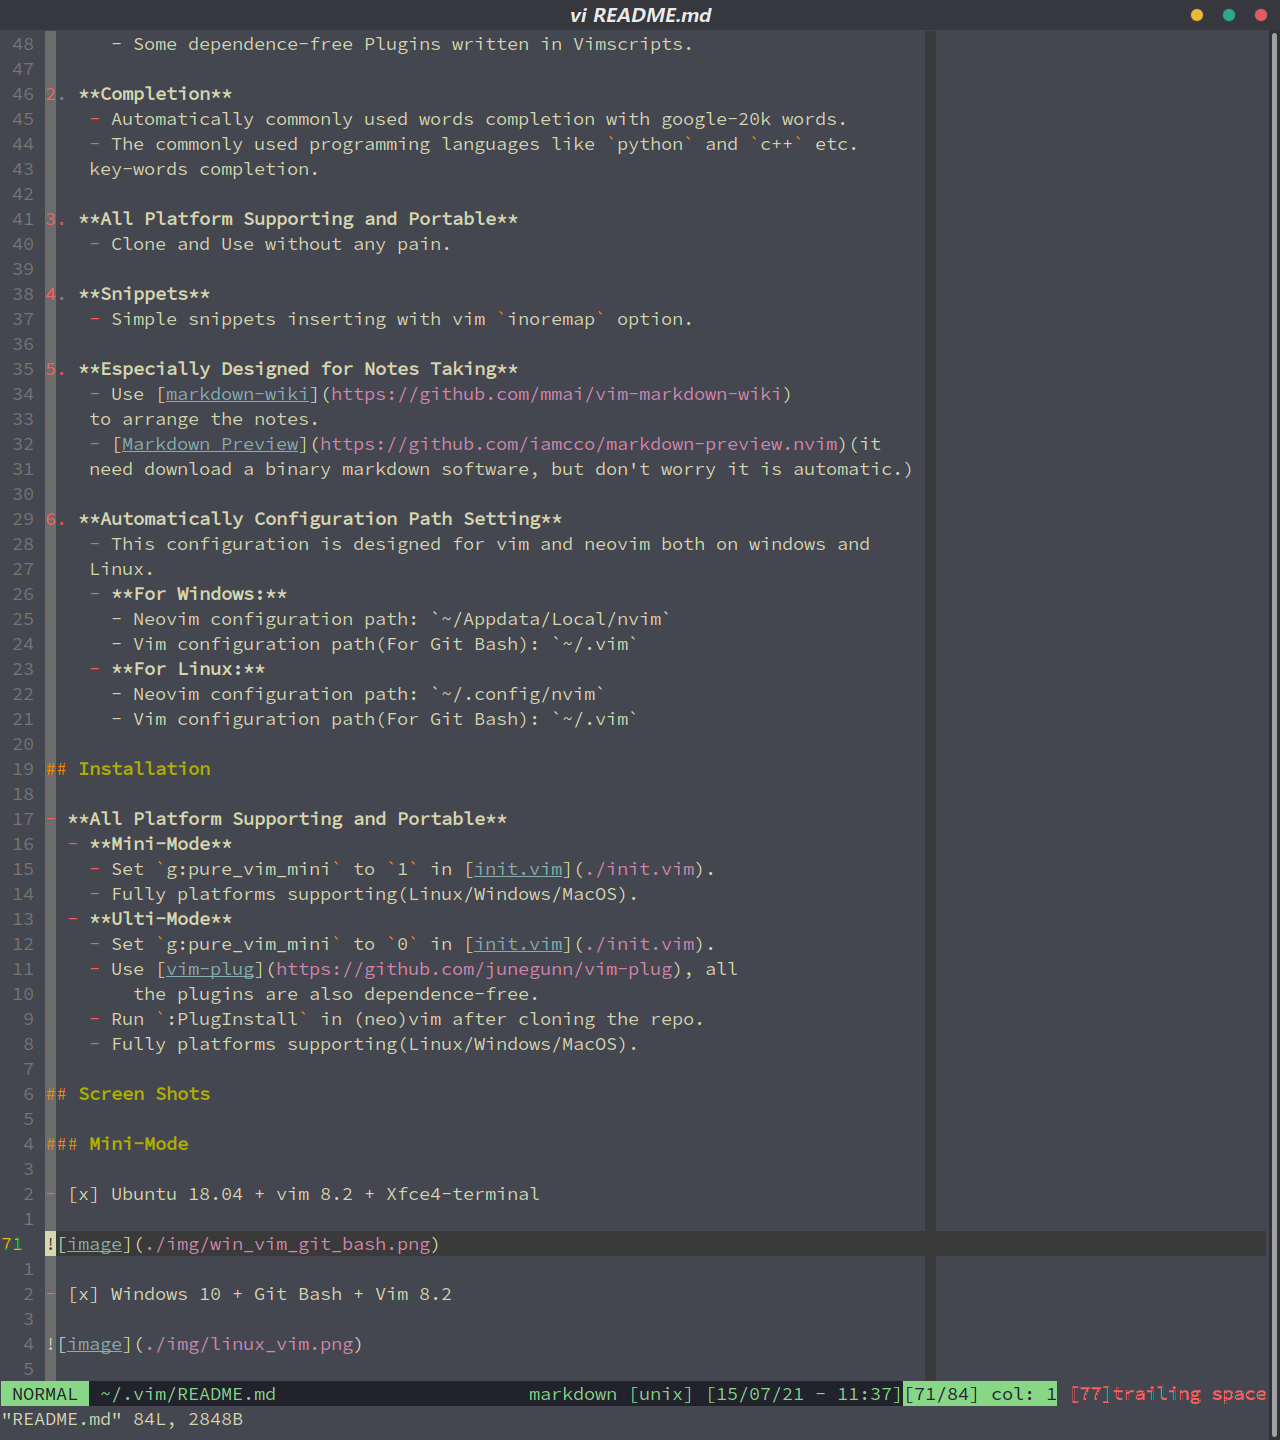 vi README.md
48       - Some dependence-free Plugins written in Vimscripts.
47
46 2. **Completion**
45     - Automatically commonly used words completion with google-20k words.
44     - The commonly used programming languages like `python` and `c++` etc.
43     key-words completion.
42
41 3. **All Platform Supporting and Portable**
40     - Clone and Use without any pain.
39
38 4. **Snippets**
37     - Simple snippets inserting with vim `inoremap` option.
36
35 5. **Especially Designed for Notes Taking**
34     - Use [markdown-wiki](https://github.com/mmai/vim-markdown-wiki)
33     to arrange the notes.
32     - [Markdown Preview](https://github.com/iamcco/markdown-preview.nvim)(it
31     need download a binary markdown software, but don't worry it is automatic.)
30
29 6. **Automatically Configuration Path Setting**
28     - This configuration is designed for vim and neovim both on windows and
27     Linux.
26     - **For Windows:**
25       - Neovim configuration path: `~/Appdata/Local/nvim`
24       - Vim configuration path(For Git Bash): `~/.vim`
23     - **For Linux:**
22       - Neovim configuration path: `~/.config/nvim`
21       - Vim configuration path(For Git Bash): `~/.vim`
20
19 ## Installation
18
17 - **All Platform Supporting and Portable**
16   - **Mini-Mode**
15     - Set `g:pure_vim_mini` to `1` in [init.vim](./init.vim).
14     - Fully platforms supporting(Linux/Windows/MacOS).
13   - **Ulti-Mode**
12     - Set `g:pure_vim_mini` to `0` in [init.vim](./init.vim).
11     - Use [vim-plug](https://github.com/junegunn/vim-plug), all
10         the plugins are also dependence-free.
9     - Run `:PlugInstall` in (neo)vim after cloning the repo.
8     - Fully platforms supporting(Linux/Windows/MacOS).
7
6 ## Screen Shots
5
4 ### Mini-Mode
3
2 - [x] Ubuntu 18.04 + vim 8.2 + Xfce4-terminal
1
71 ![image](./img/win_vim_git_bash.png)
1
2 - [x] Windows 10 + Git Bash + Vim 8.2
3
4 ![image](./img/linux_vim.png)
5
NORMAL ~/.vim/README.md markdown [unix] [15/07/21 - 11:37][71/84] col: 1 [77]trailing space
"README.md" 84L, 2848B